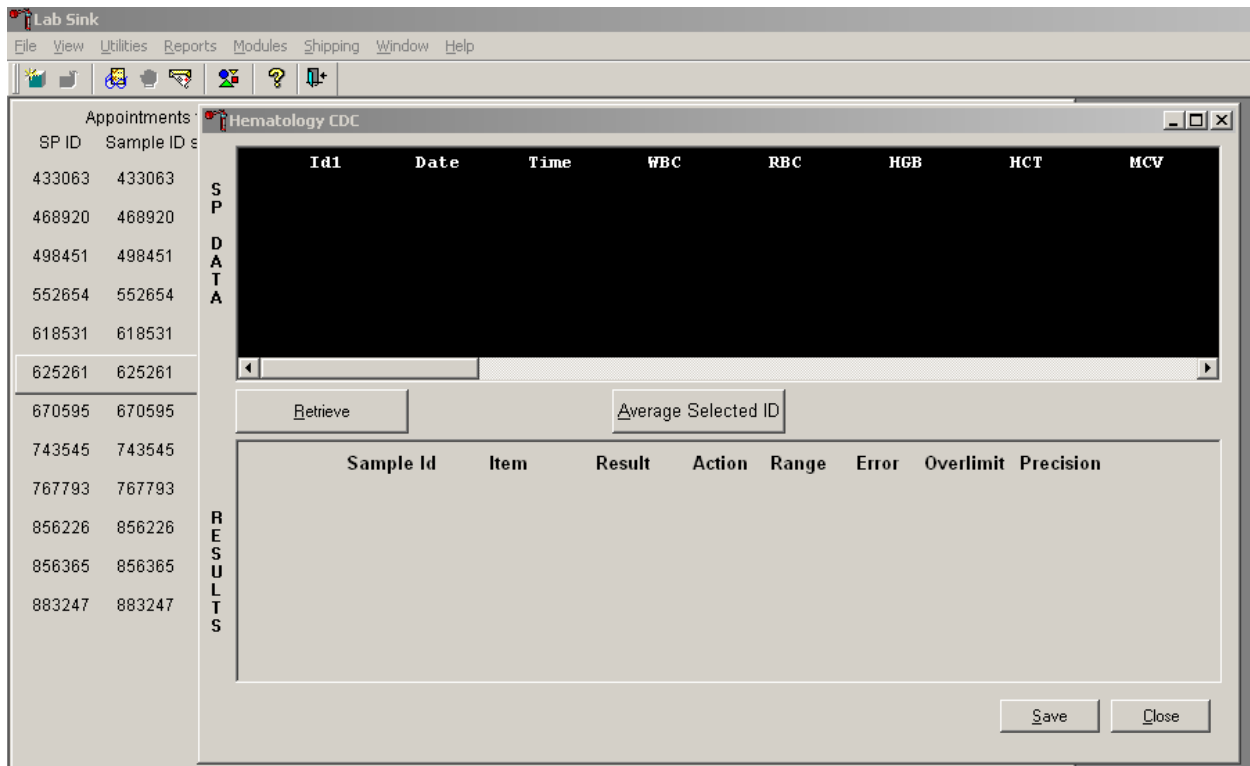 Lab Sink
File View Utilities Reports Modules Shipping Window Help
Appointments
SP ID Sample ID s
433063 433063
468920 468920
498451 498451
552654 552654
618531 618531
625261 625261
670595 670595
743545 743545
767793 767793
856226 856226
856365 856365
883247 883247
Hematology CDC
SP DATA
Id1 Date Time WBC RBC HGB HCT MCV
Retrieve Average Selected ID
RESULTS
Sample Id Item Result Action Range Error Overlimit Precision
Save Close